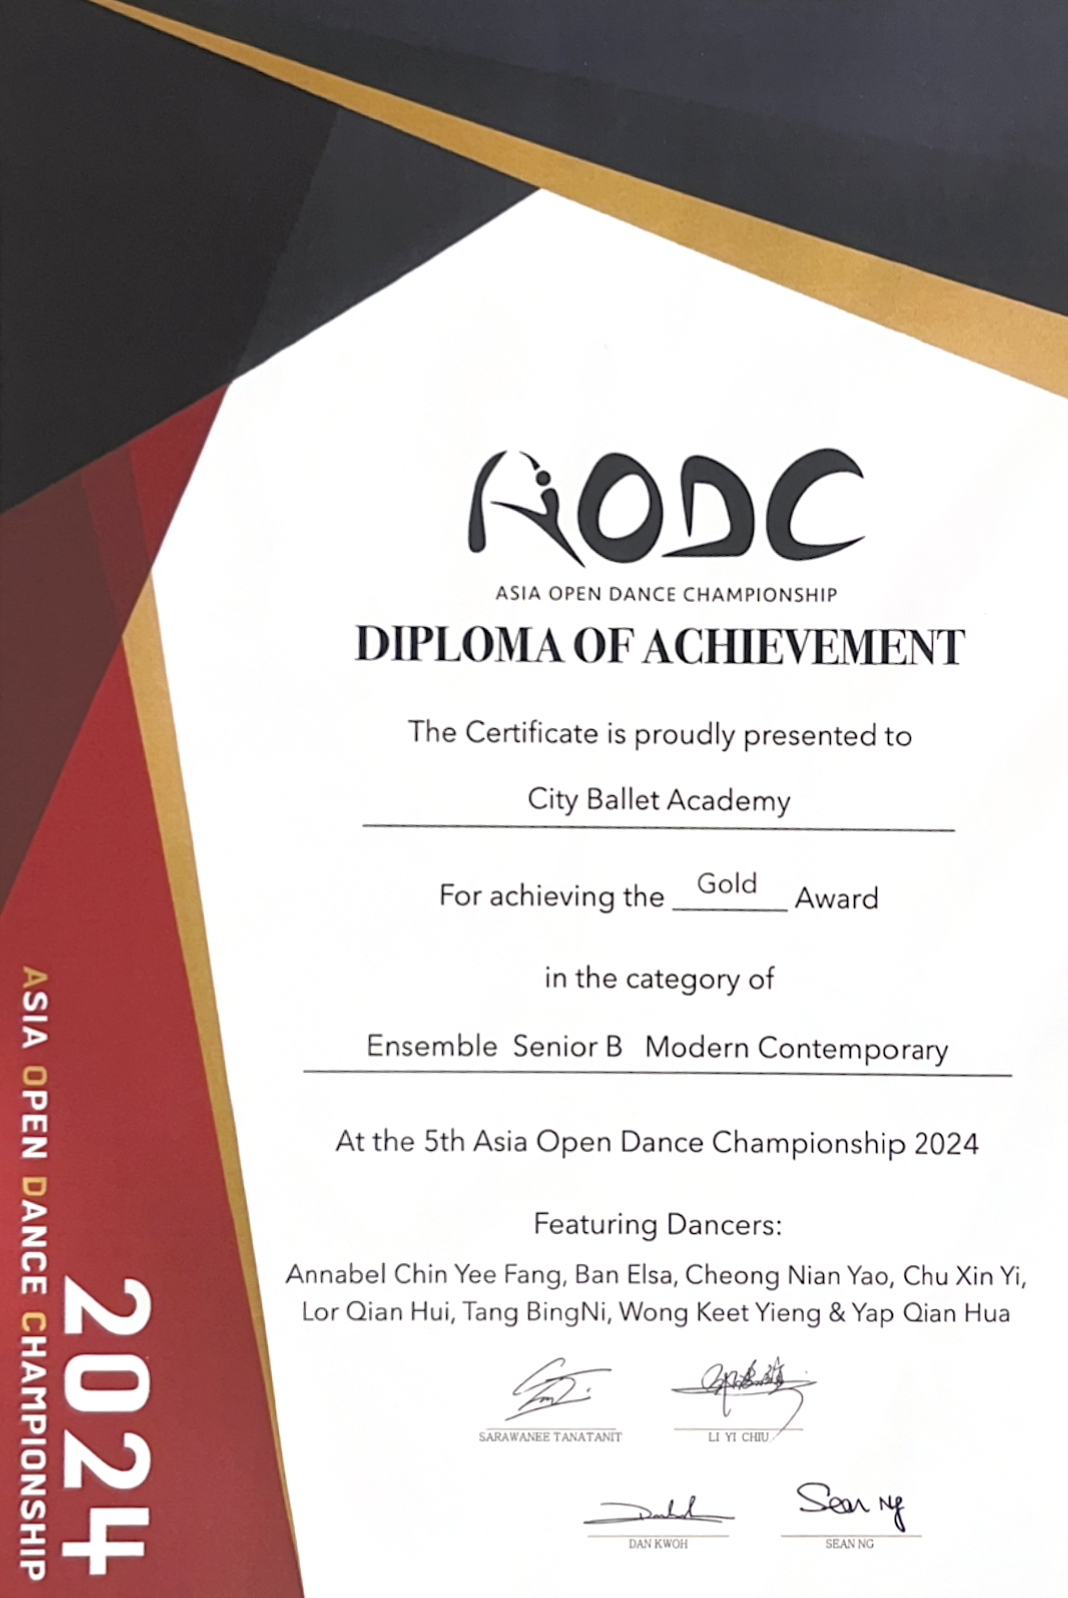 AODC
ASIA OPEN DANCE CHAMPIONSHIP
DIPLOMA OF ACHIEVEMENT
The Certificate is proudly presented to
City Ballet Academy
For achieving the Gold Award
in the category of
Ensemble Senior B Modern Contemporary
At the 5th Asia Open Dance Championship 2024
Featuring Dancers:
Annabel Chin Yee Fang, Ban Elsa, Cheong Nian Yao, Chu Xin Yi,
Lor Qian Hui, Tang BingNi, Wong Keet Yieng & Yap Qian Hua
SARAWANEE TANATANIT
LI YI CHIU
Sean Ng
DAN KWOH
SEAN NG
ASIA OPEN DANCE CHAMPIONSHIP
2024